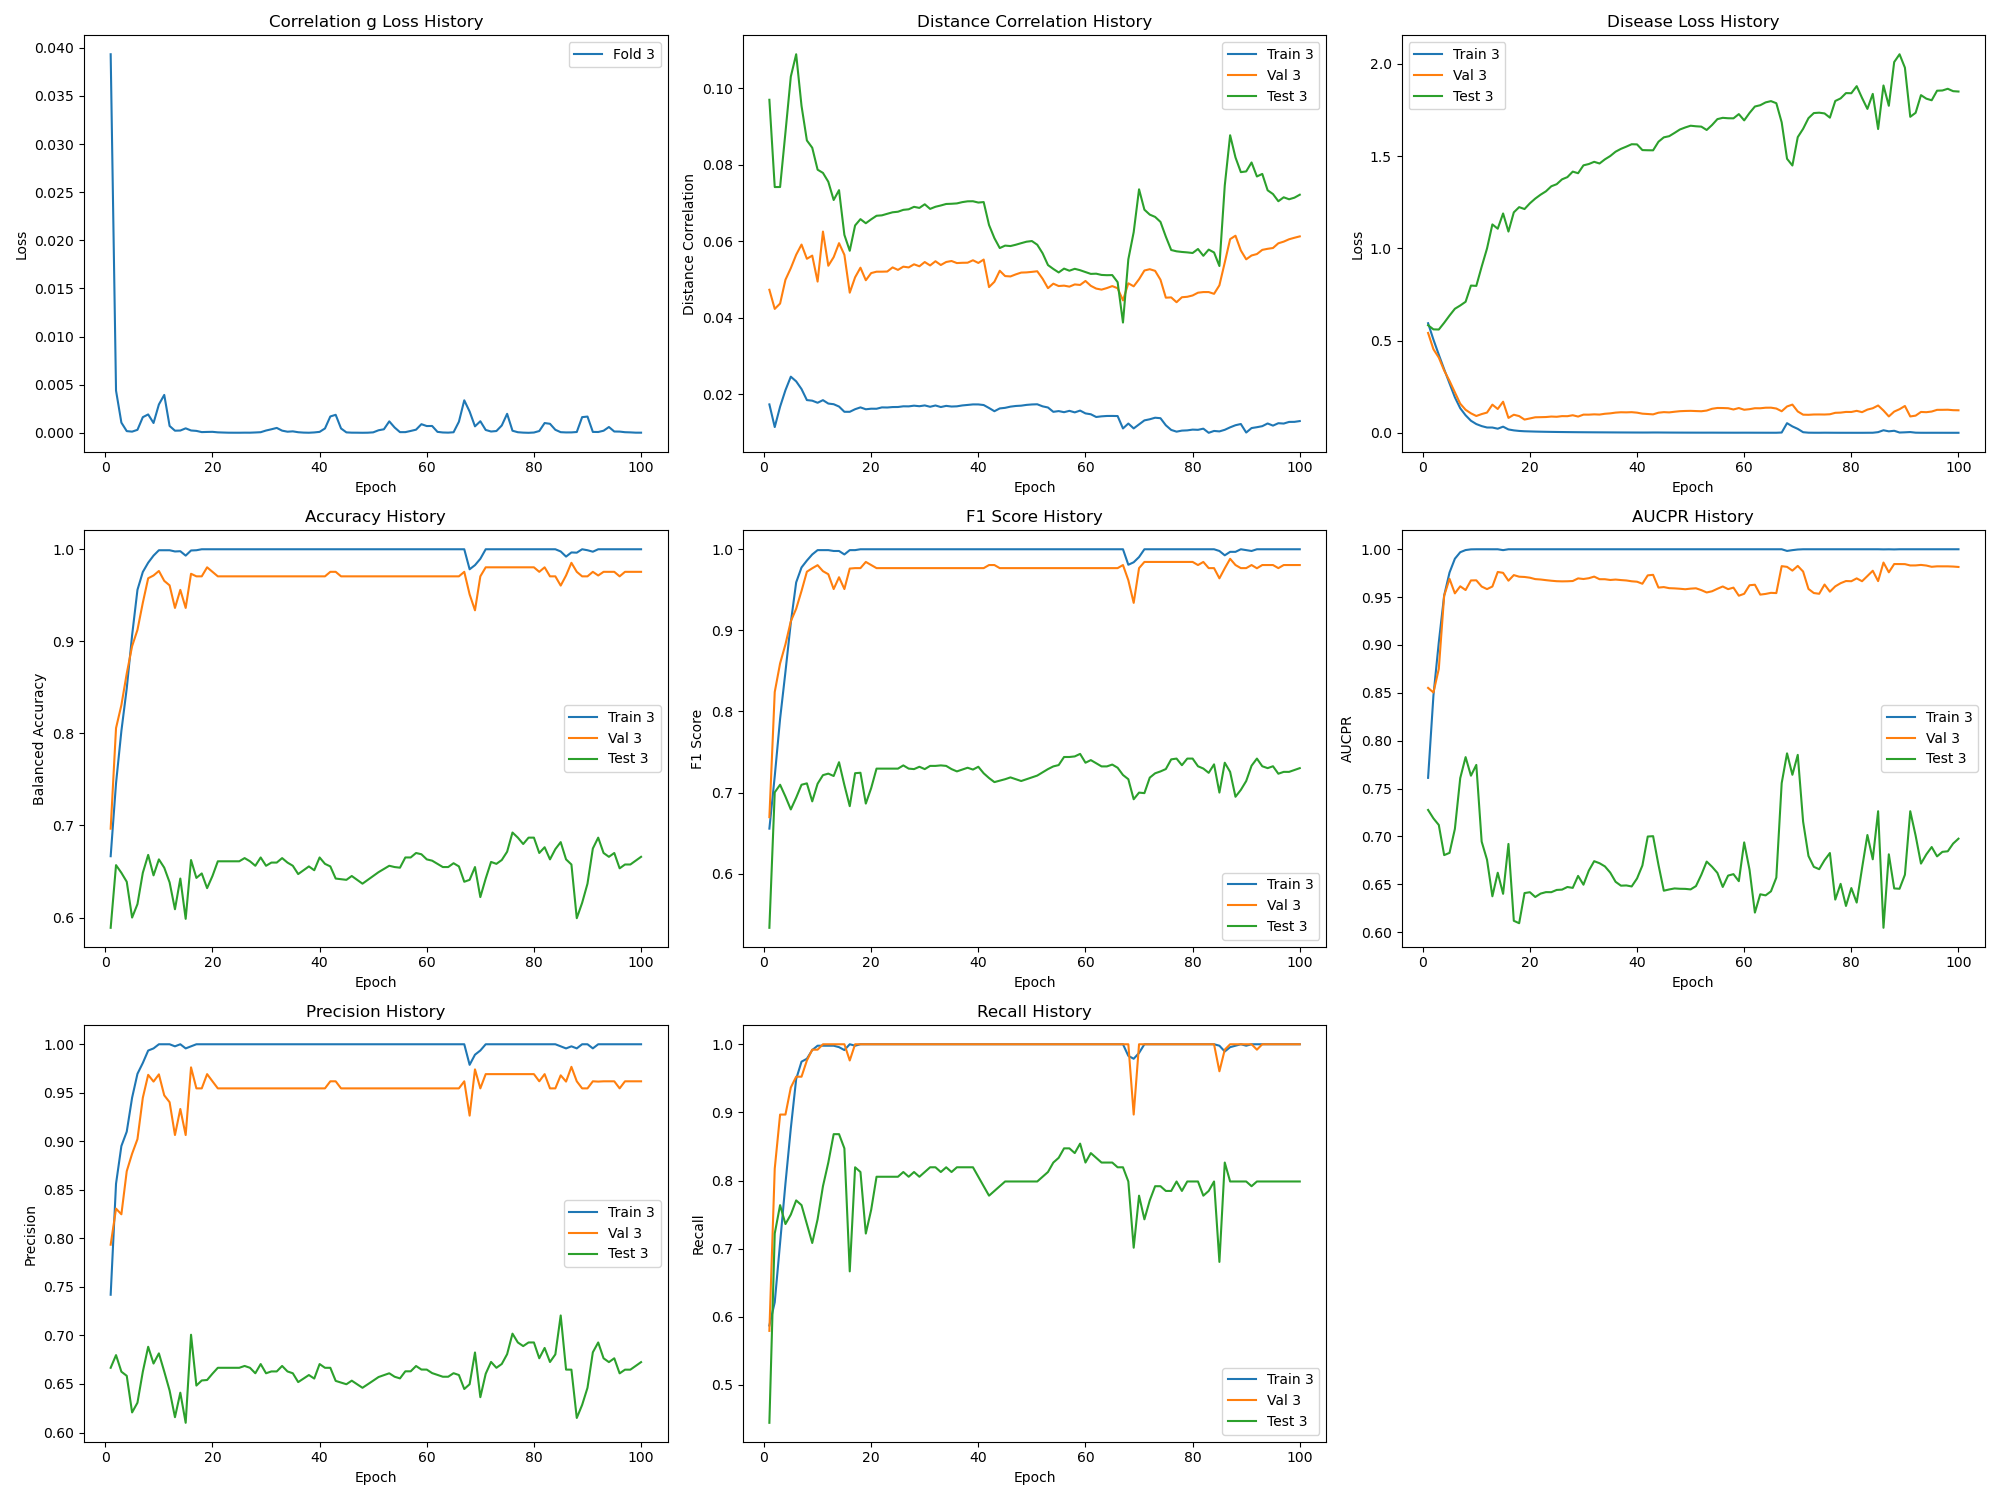 Correlation g Loss History
Loss
0.040
0.035
0.030
0.025
0.020
0.015
0.010
0.005
0.000
0 20 40 60 80 100
Epoch
Fold 3
Distance Correlation History
Distance Correlation
0.10
0.08
0.06
0.04
0.02
0 20 40 60 80 100
Epoch
Train 3
Val 3
Test 3
Disease Loss History
Loss
2.0
1.5
1.0
0.5
0.0
0 20 40 60 80 100
Epoch
Train 3
Val 3
Test 3
Accuracy History
Balanced Accuracy
1.0
0.9
0.8
0.7
0.6
0 20 40 60 80 100
Epoch
Train 3
Val 3
Test 3
F1 Score History
F1 Score
1.0
0.9
0.8
0.7
0.6
0 20 40 60 80 100
Epoch
Train 3
Val 3
Test 3
AUCPR History
AUCPR
1.00
0.95
0.90
0.85
0.80
0.75
0.70
0.65
0.60
0 20 40 60 80 100
Epoch
Train 3
Val 3
Test 3
Precision History
Precision
1.00
0.95
0.90
0.85
0.80
0.75
0.70
0.65
0.60
0 20 40 60 80 100
Epoch
Train 3
Val 3
Test 3
Recall History
Recall
1.0
0.9
0.8
0.7
0.6
0.5
0 20 40 60 80 100
Epoch
Train 3
Val 3
Test 3